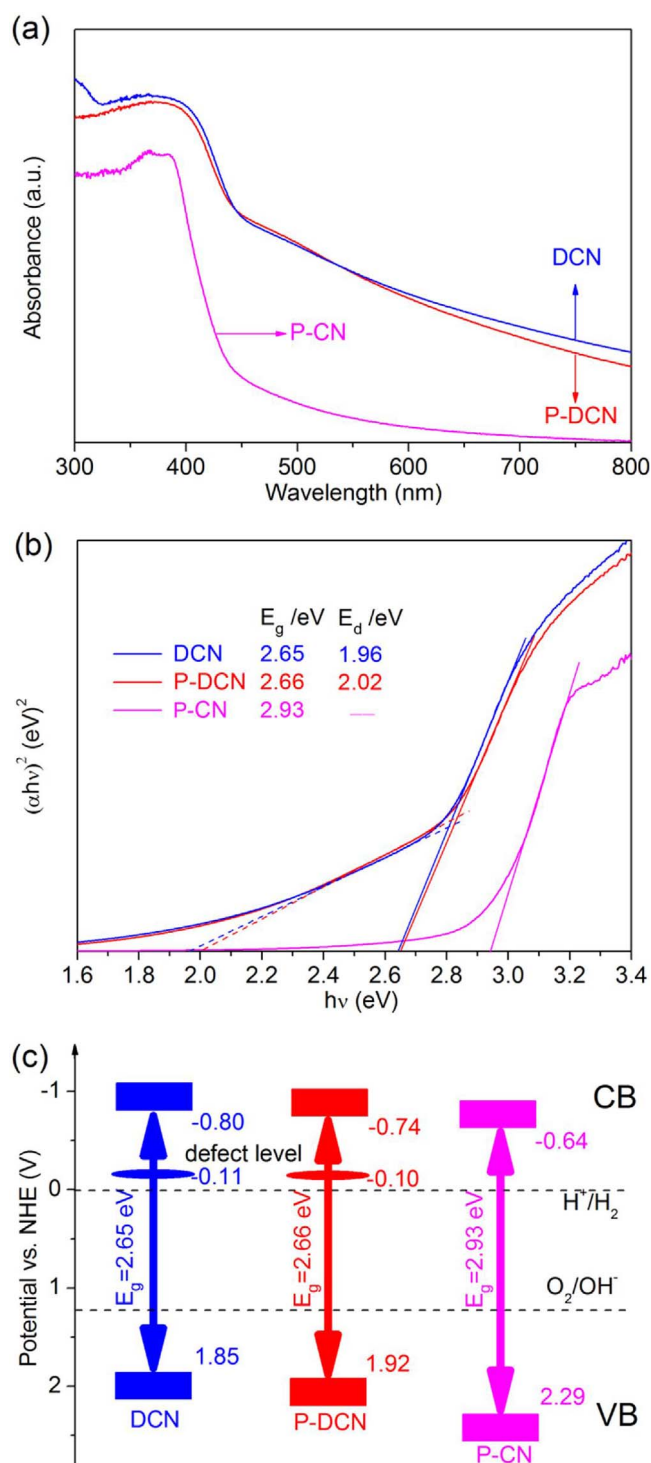 (a)
Absorbance (a.u.)
DCN
P-CN
P-DCN
300 400 500 600 700 800
Wavelength (nm)
(b)
(αhν)² (eV)²
E_g /eV E_d /eV
DCN 2.65 1.96
P-DCN 2.66 2.02
P-CN 2.93 —
1.6 1.8 2.0 2.2 2.4 2.6 2.8 3.0 3.2 3.4
hν (eV)
(c)
Potential vs. NHE (V)
-1
0
1
2
CB
-0.80
-0.74
-0.64
defect level
-0.11
-0.10
H⁺/H₂
E_g=2.65 eV
E_g=2.66 eV
E_g=2.93 eV
O₂/OH⁻
1.85
1.92
2.29
VB
DCN
P-DCN
P-CN